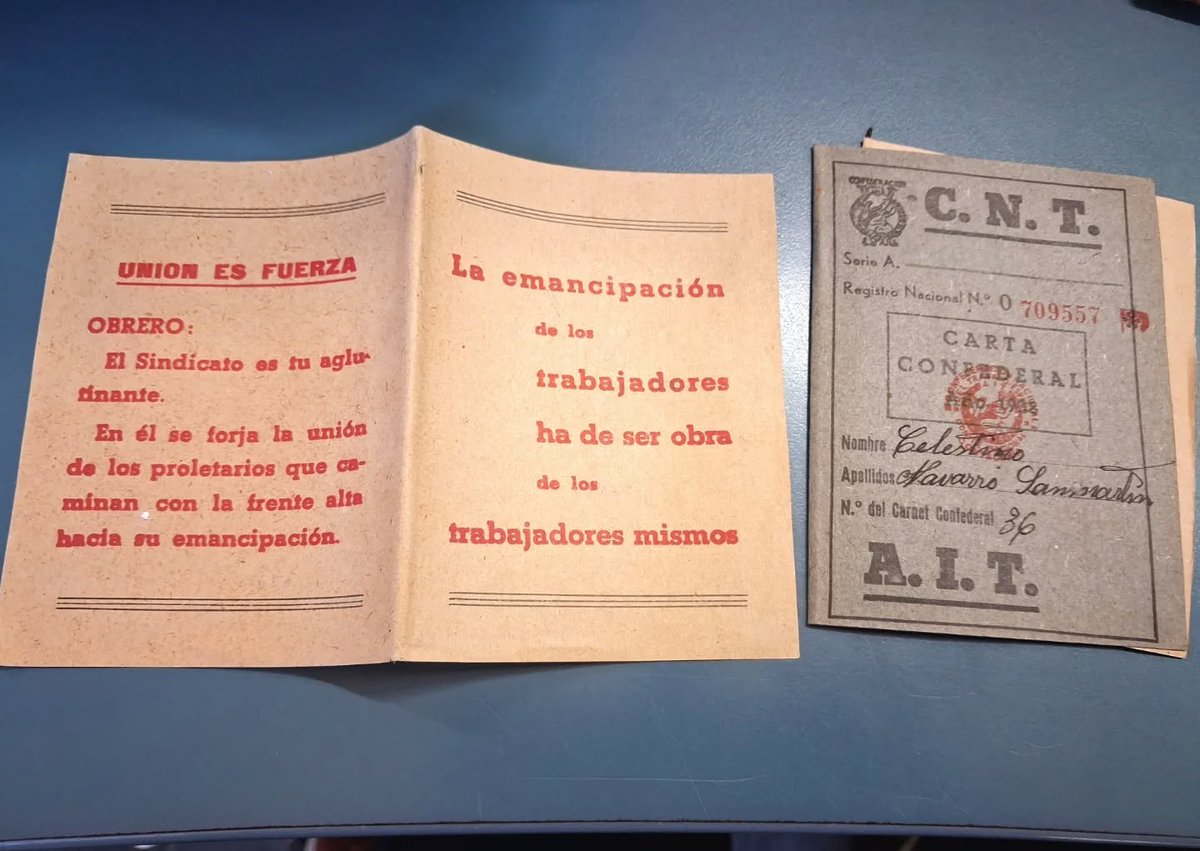 UNION ES FUERZA
OBRERO:
El Sindicato es tu aglu-
tinante.
En él se forja la unión
de los proletarios que ca-
minan con la frente alta
hacia su emancipación.
La emancipación
de los
trabajadores
ha de ser obra
de los
trabajadores mismos
CONFEDERACION
ESPAÑA
C. N. T.
Serie A.
Registro Nacional N.º 0 709557
CARTA
CONFEDERAL
1938
Nombre Celestino
Apellidos Navarro Sanmartin
N.º del Carnet Confederal 36
A. I. T.